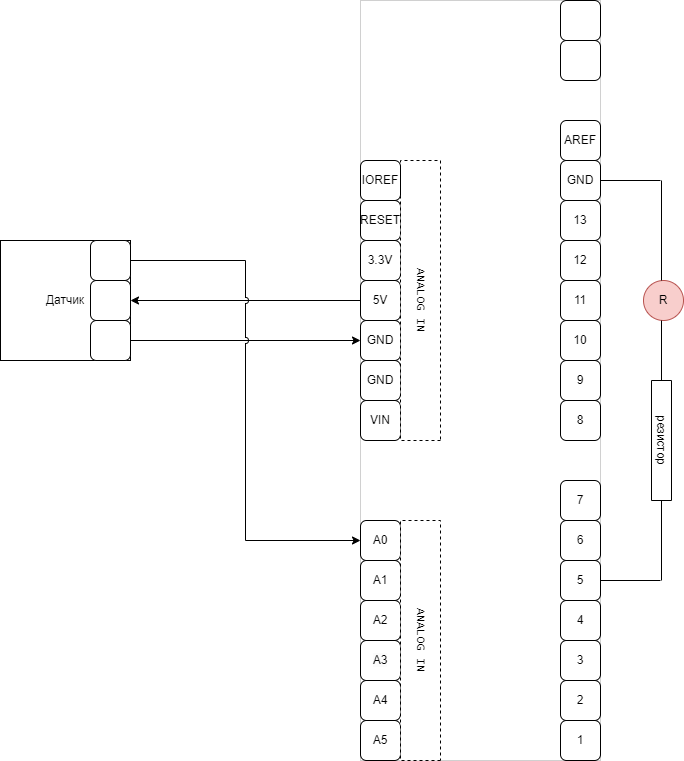 AREF
GND
13
12
11
10
9
8
IOREF
RESET
3.3V
5V
GND
GND
VIN
ANALOG IN
Датчик
R
резистор
7
6
5
4
3
2
1
A0
A1
A2
A3
A4
A5
ANALOG IN